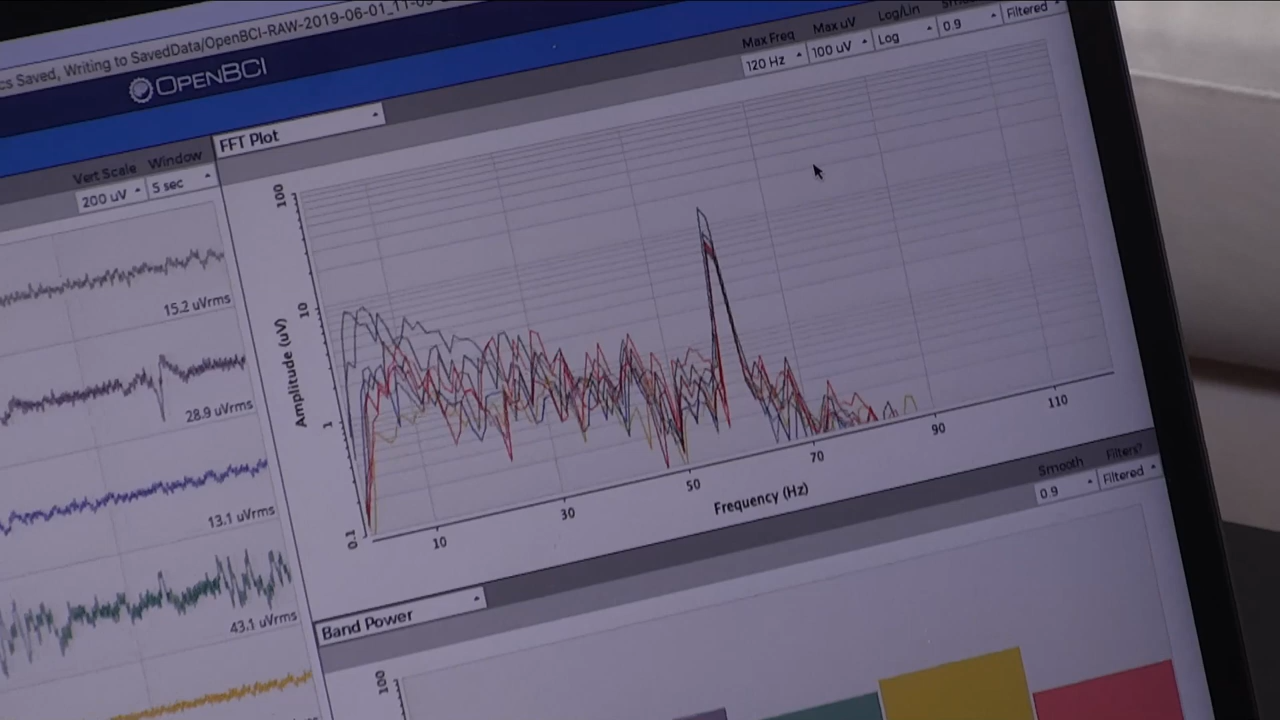 cs Saved, Writing to SavedData/OpenBCI-RAW-2019-06-01_11-
OPENBCI
Max Freq Max uV Log/Lin
120 Hz 100 uV Log 0.9 Filtered
FFT Plot
Vert Scale Window
200 uV 5 sec
15.2 uVrms
28.9 uVrms
13.1 uVrms
43.1 uVrms
100
10
1
0.1
Amplitude (uV)
10 30 50 70 90 110
Frequency (Hz)
Smooth Filters?
0.9 Filtered
Band Power
100